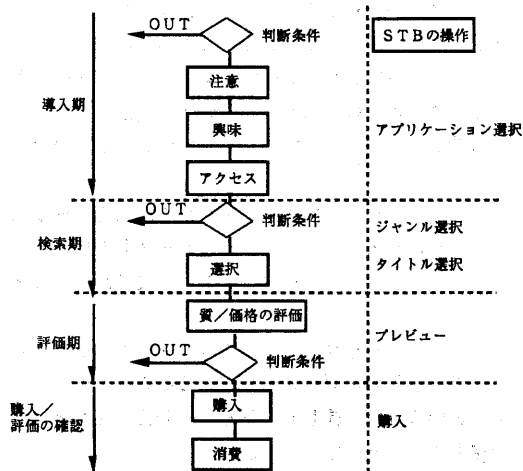 OUT
判断条件
STBの操作
注意
導入期
興味
アプリケーション選択
アクセス
OUT
判断条件
ジャンル選択
検索期
選択
タイトル選択
質/価格の評価
評価期
プレビュー
OUT
判断条件
購入/
評価の確認
購入
購入
消費